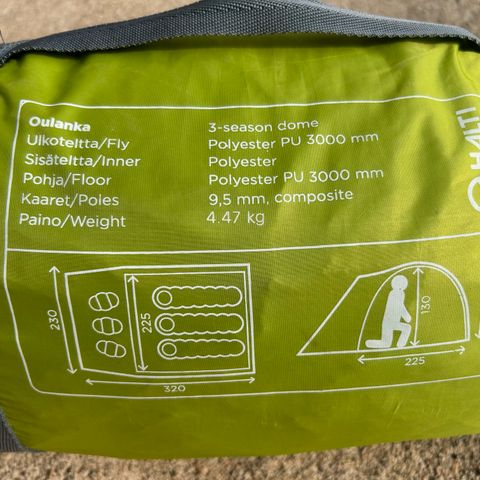 Oulanka 3-season dome
Ulkoteltta/Fly Polyester PU 3000 mm
Sisäteltta/Inner Polyester
Pohja/Floor Polyester PU 3000 mm
Kaaret/Poles 9,5 mm, composite
Paino/Weight 4.47 kg
HALTI
230
225
320
130
225